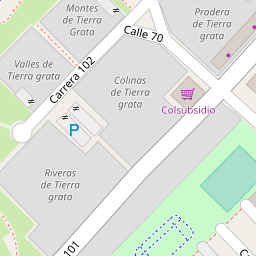 Montes
de Tierra
Grata
Pradera
de Tierra
grata
Calle 70
Valles de
Tierra grata
Carrera 102
Colinas
de Tierra
grata
Colsubsidio
P
Riveras
de Tierra
grata
101